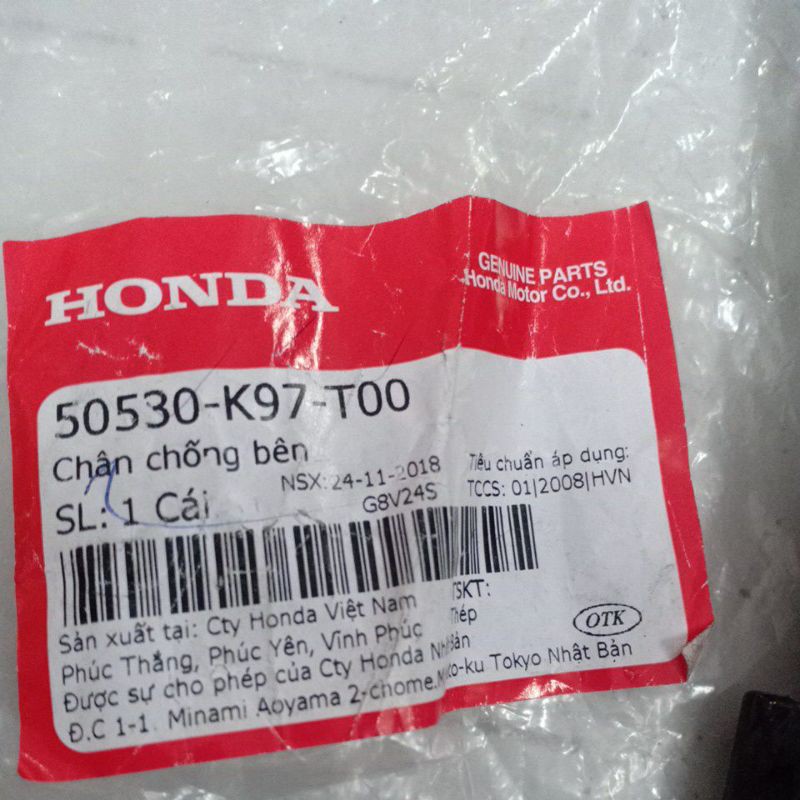 HONDA
GENUINE PARTS
Honda Motor Co., Ltd.
50530-K97-T00
Chân chống bên
NSX:24-11-2018
Tiêu chuẩn áp dụng:
SL: 1 Cái
G8V24S
TCCS: 01|2008|HVN
TSKT:
Thép
OTK
Sản xuất tại: Cty Honda Việt Nam
Phúc Thắng, Phúc Yên, Vĩnh Phúc
Được sự cho phép của Cty Honda
Đ.C 1-1 Minami Aoyama 2-chome. -ku Tokyo Nhật Bản